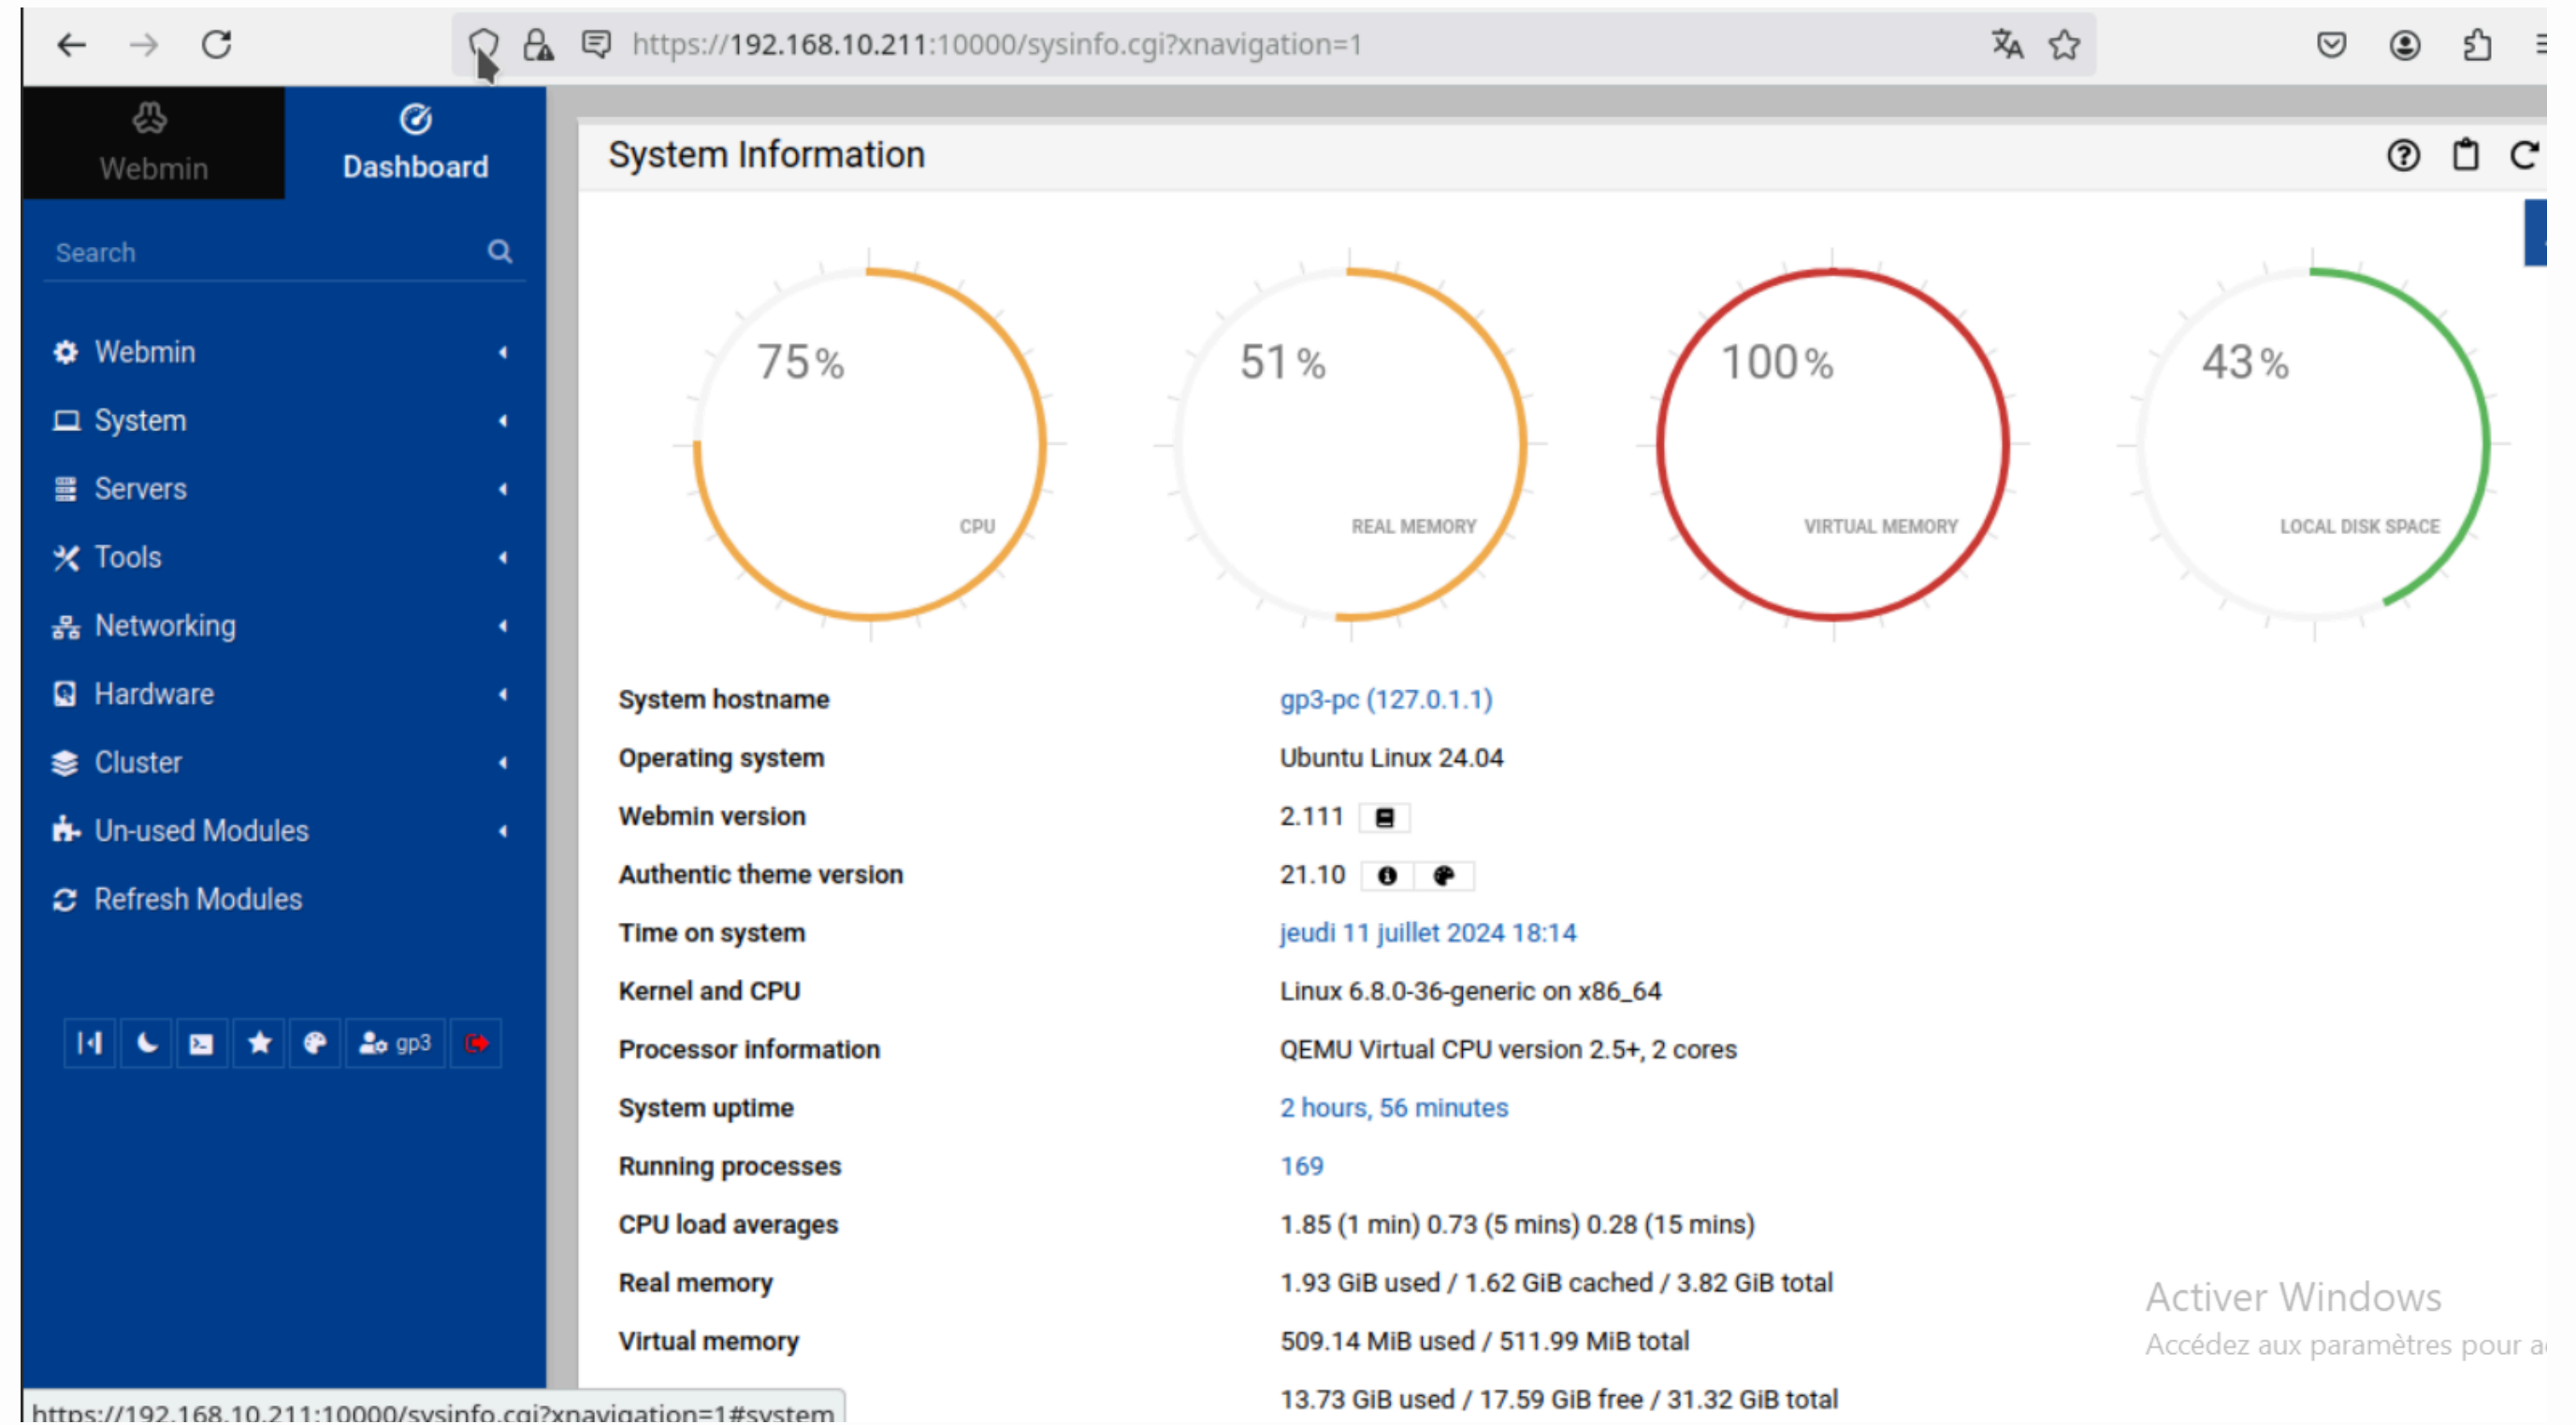 https://192.168.10.211:10000/sysinfo.cgi?xnavigation=1
Webmin
Dashboard
Search
Webmin
System
Servers
Tools
Networking
Hardware
Cluster
Un-used Modules
Refresh Modules
gp3
System Information
75%
CPU
51%
REAL MEMORY
100%
VIRTUAL MEMORY
43%
LOCAL DISK SPACE
System hostname gp3-pc (127.0.1.1)
Operating system Ubuntu Linux 24.04
Webmin version 2.111
Authentic theme version 21.10
Time on system jeudi 11 juillet 2024 18:14
Kernel and CPU Linux 6.8.0-36-generic on x86_64
Processor information QEMU Virtual CPU version 2.5+, 2 cores
System uptime 2 hours, 56 minutes
Running processes 169
CPU load averages 1.85 (1 min) 0.73 (5 mins) 0.28 (15 mins)
Real memory 1.93 GiB used / 1.62 GiB cached / 3.82 GiB total
Virtual memory 509.14 MiB used / 511.99 MiB total
13.73 GiB used / 17.59 GiB free / 31.32 GiB total
Activer Windows
Accédez aux paramètres pour
https://192.168.10.211:10000/sysinfo.cgi?xnavigation=1#system